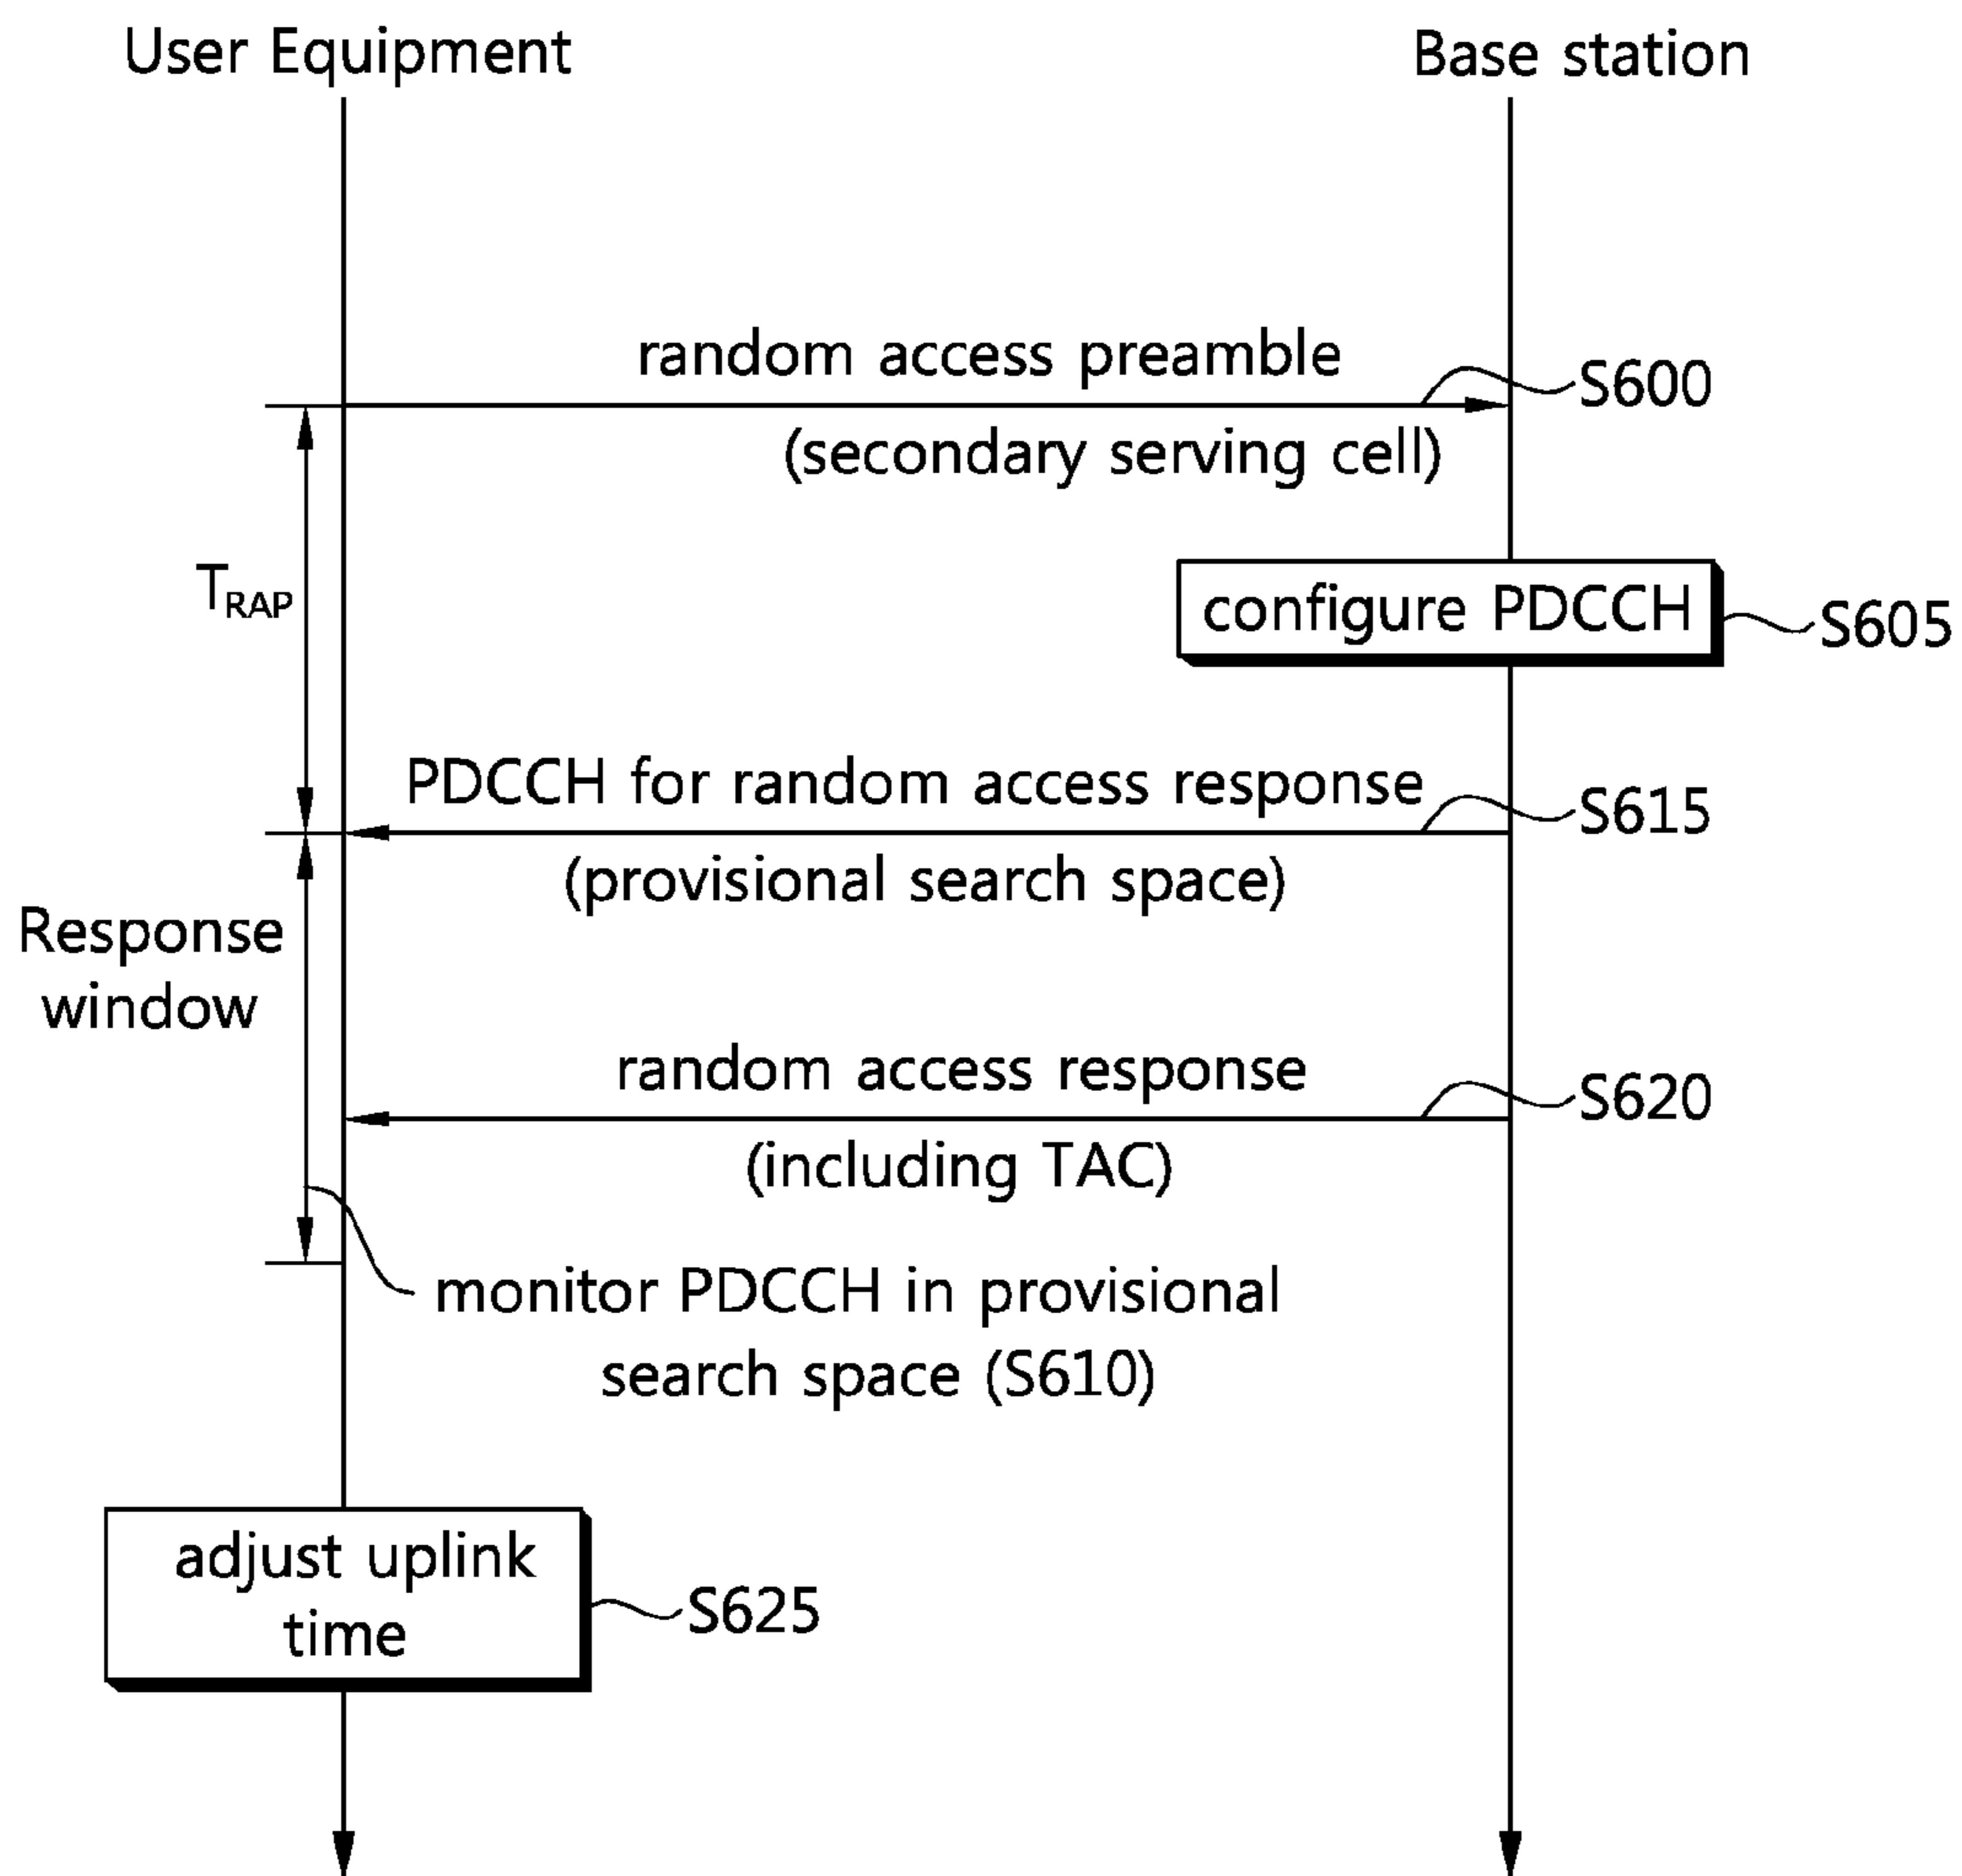 User Equipment
Base station
random access preamble
S600
(secondary serving cell)
TRAP
configure PDCCH
S605
PDCCH for random access response
S615
(provisional search space)
Response
window
random access response
S620
(including TAC)
monitor PDCCH in provisional
search space (S610)
adjust uplink
time
S625